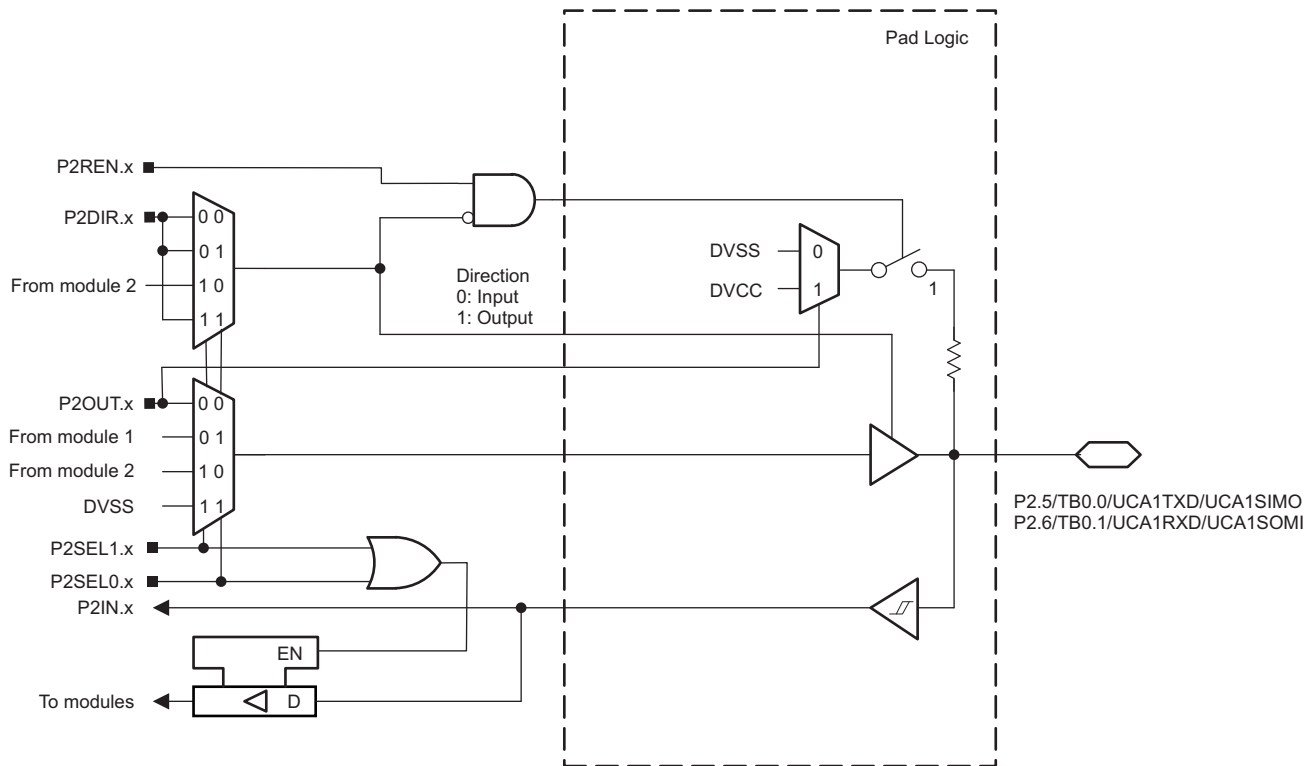 Pad Logic
P2REN.x
P2DIR.x
0 0
0 1
From module 2
1 0
1 1
Direction
0: Input
1: Output
DVSS
0
DVCC
1
1
P2OUT.x
0 0
From module 1
0 1
From module 2
1 0
DVSS
1 1
P2SEL1.x
P2SEL0.x
P2IN.x
EN
To modules
D
P2.5/TB0.0/UCA1TXD/UCA1SIMO
P2.6/TB0.1/UCA1RXD/UCA1SOMI